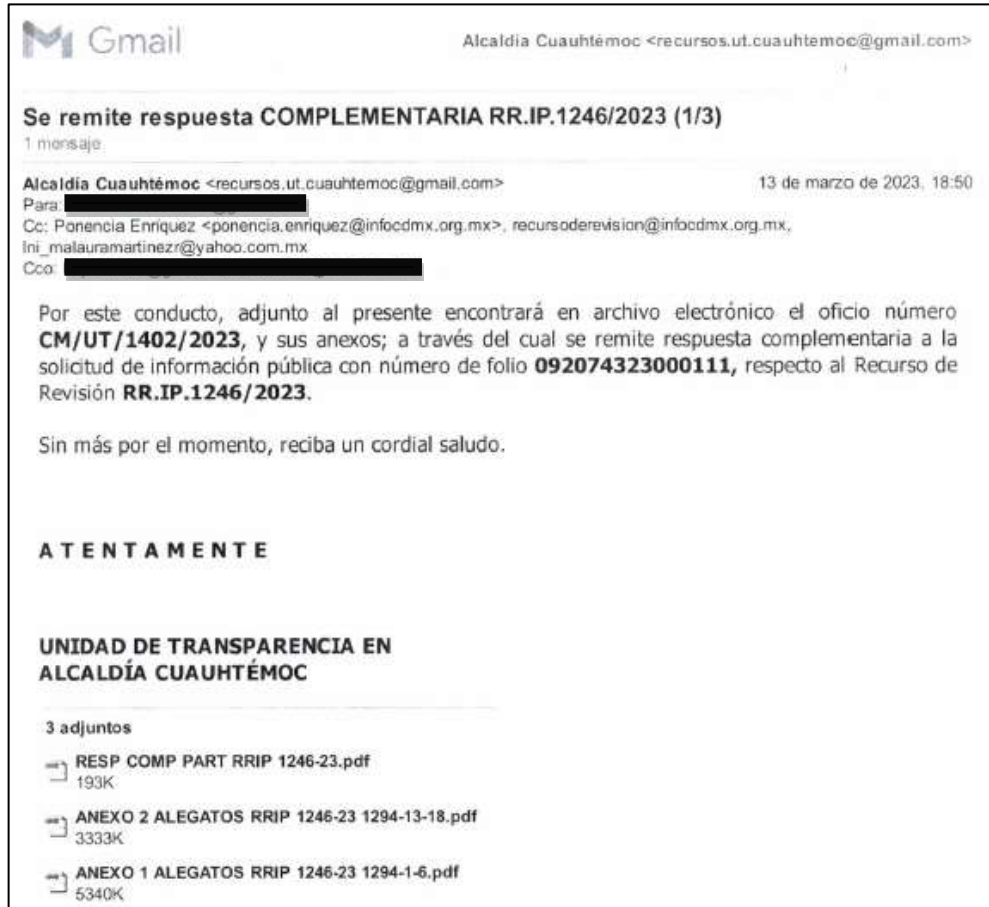 Gmail
Alcaldia Cuauhtémoc <recursos.ut.cuauhtemoc@gmail.com>
Se remite respuesta COMPLEMENTARIA RR.IP.1246/2023 (1/3)
1 mensaje
Alcaldia Cuauhtémoc <recursos.ut.cuauhtemoc@gmail.com>
13 de marzo de 2023, 18:50
Para:
Cc: Ponencia Enríquez <ponencia.enriquez@infocdmx.org.mx>, recursoderevision@infocdmx.org.mx,
lni_malauramartinezr@yahoo.com.mx
Cco:
Por este conducto, adjunto al presente encontrará en archivo electrónico el oficio número
CM/UT/1402/2023, y sus anexos; a través del cual se remite respuesta complementaria a la
solicitud de información pública con número de folio 092074323000111, respecto al Recurso de
Revisión RR.IP.1246/2023.
Sin más por el momento, reciba un cordial saludo.
A T E N T A M E N T E
UNIDAD DE TRANSPARENCIA EN
ALCALDÍA CUAUHTÉMOC
3 adjuntos
RESP COMP PART RRIP 1246-23.pdf
193K
ANEXO 2 ALEGATOS RRIP 1246-23 1294-13-18.pdf
3333K
ANEXO 1 ALEGATOS RRIP 1246-23 1294-1-6.pdf
5340K